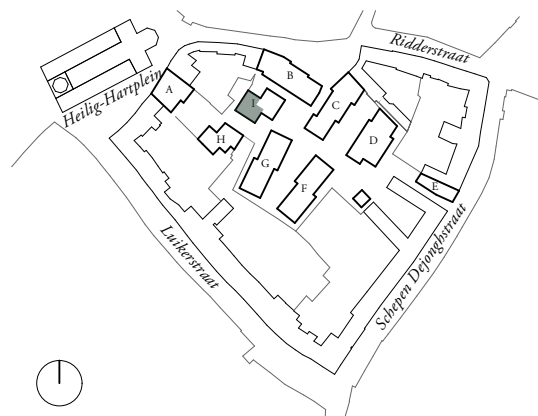 Ridderstraat
Heilig-Hartplein
A
B
I
C
H
G
D
F
E
Luikerstraat
Schepen Dejonghstraat